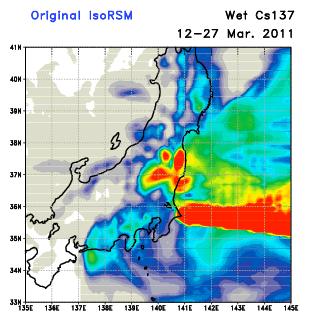 Original IsoRSM
Wet Cs137
12-27 Mar. 2011
41N
40N
39N
38N
37N
36N
35N
34N
33N
135E 136E 137E 138E 139E 140E 141E 142E 143E 144E 145E